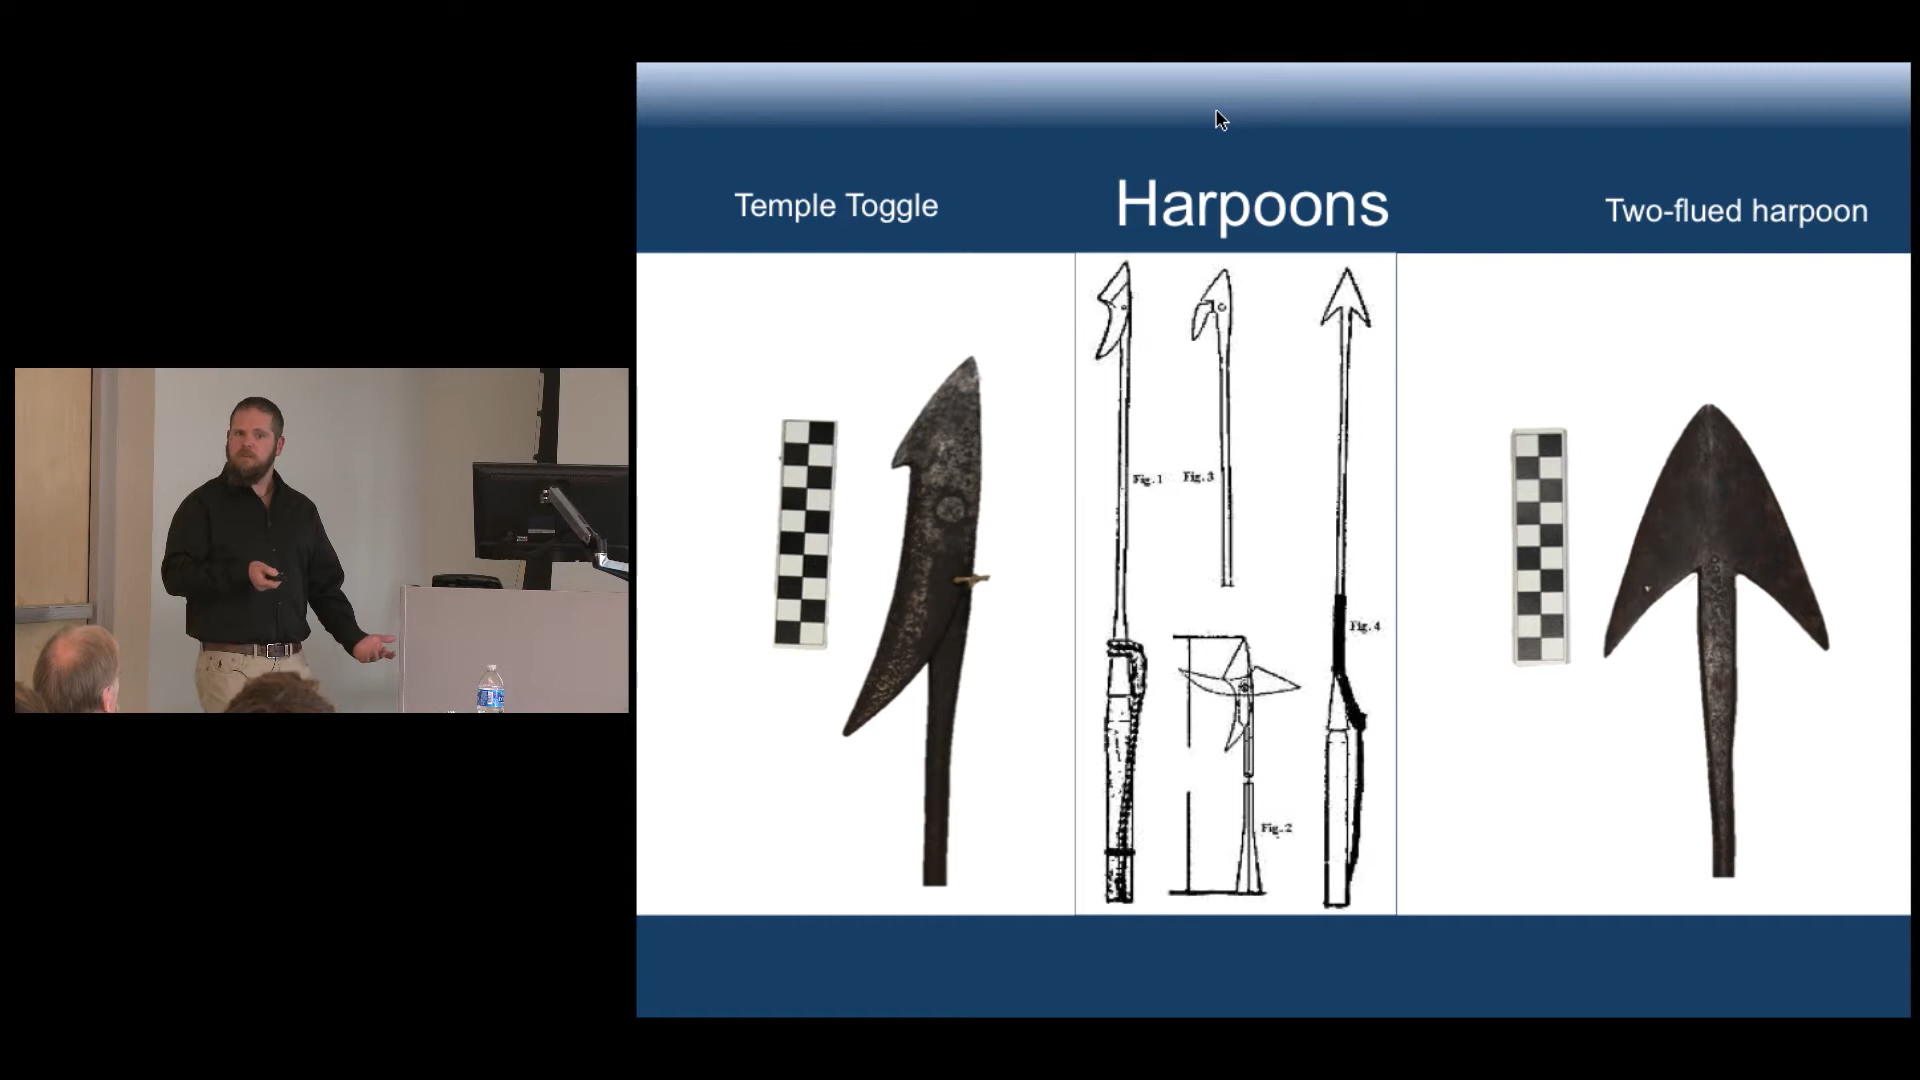 Temple Toggle
Harpoons
Two-flued harpoon
Fig. 1
Fig. 3
Fig. 4
Fig. 2